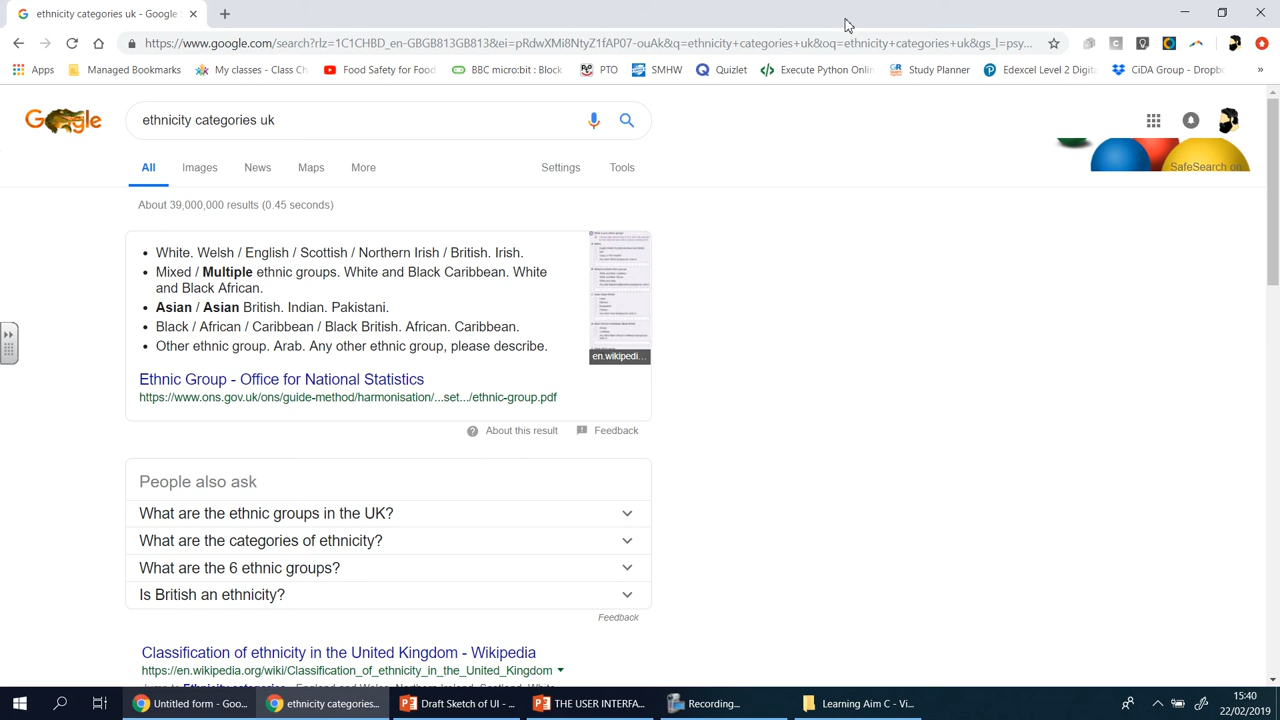 ethnicity categories uk - Google
https://www.google.com/search?rlz=1C1CHBD_en-GBGB813GB813&ei=pRdwXMi8NtyZ1fAP07-ouAk&q=ethnicity+categories+uk&oq=ethnicity+categories+uk&gs_l=psy...
Apps Managed Bookmarks My classes - Clack Ch Food Safety for Ho BBC micro:bit : Block PTO SMHW Quizlet Execute Python Onlin Study Planner Edexcel Level 2 Digita CiDA Group - Dropbo »
Google
ethnicity categories uk
All Images News Maps More Settings Tools
SafeSearch on
About 39,000,000 results (0.45 seconds)
Welsh / English / Scottish / Northern Irish / British. Irish.
Mixed / Multiple ethnic groups. White and Black Caribbean. White
and Black African.
Asian / Asian British. Indian. Pakistani.
Black / African / Caribbean / Black British. African. Caribbean.
Other ethnic group. Arab. Any other ethnic group, please describe.
en.wikipedi...
Ethnic Group - Office for National Statistics
https://www.ons.gov.uk/ons/guide-method/harmonisation/...set.../ethnic-group.pdf
About this result Feedback
People also ask
What are the ethnic groups in the UK?
What are the categories of ethnicity?
What are the 6 ethnic groups?
Is British an ethnicity?
Feedback
Classification of ethnicity in the United Kingdom - Wikipedia
https://en.wikipedia.org/wiki/Classification_of_ethnicity_in_the_United_Kingdom
Untitled form - Goo... ethnicity categories... Draft Sketch of UI - ... THE USER INTERFA... Recording... Learning Aim C - Vi...
15:40
22/02/2019